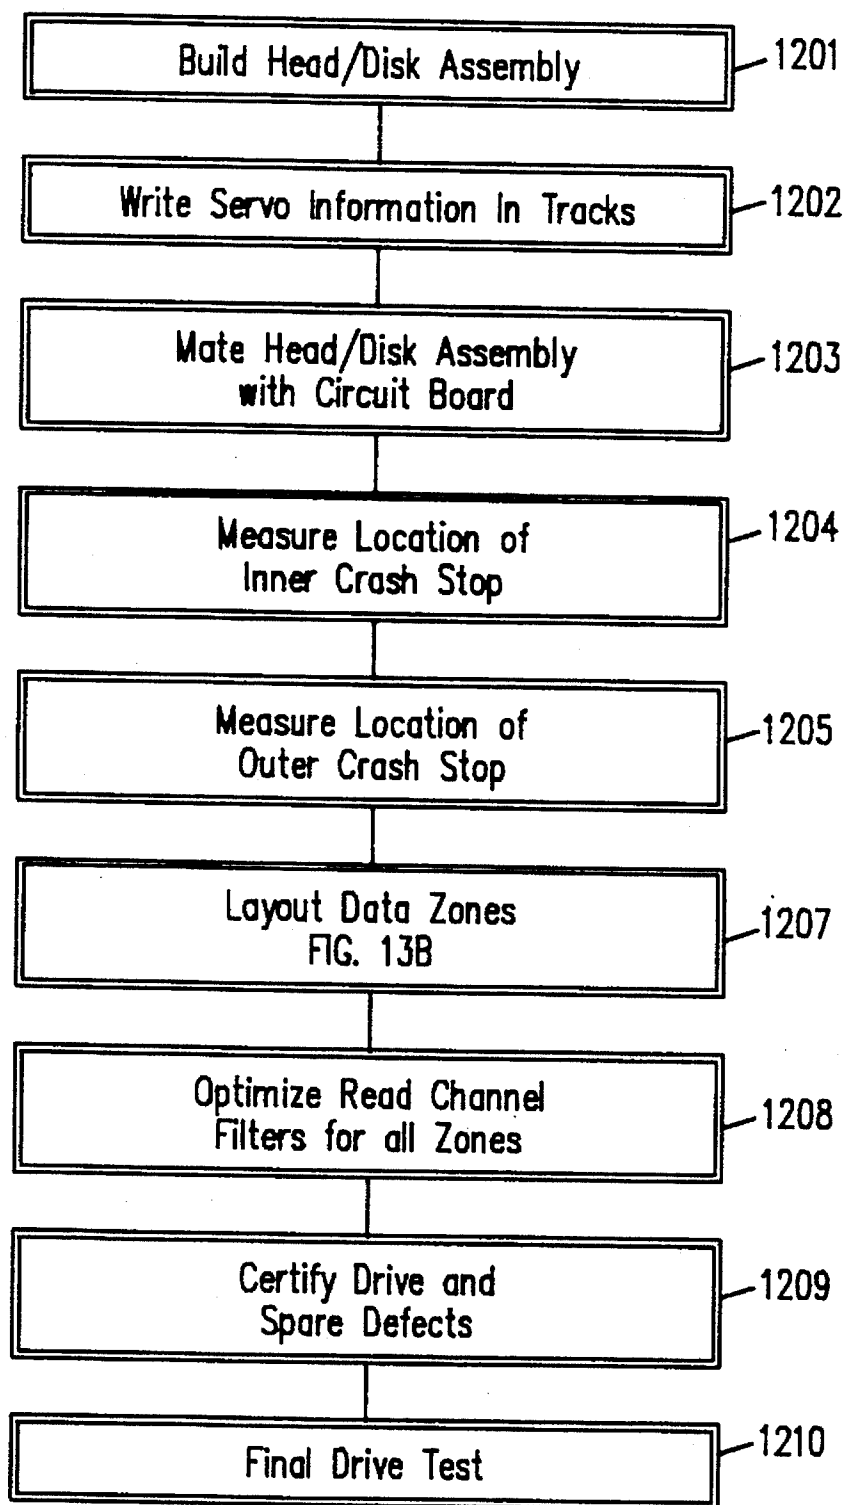 Build Head/Disk Assembly
1201
Write Servo Information In Tracks
1202
Mate Head/Disk Assembly
with Circuit Board
1203
Measure Location of
Inner Crash Stop
1204
Measure Location of
Outer Crash Stop
1205
Layout Data Zones
FIG. 13B
1207
Optimize Read Channel
Filters for all Zones
1208
Certify Drive and
Spare Defects
1209
Final Drive Test
1210